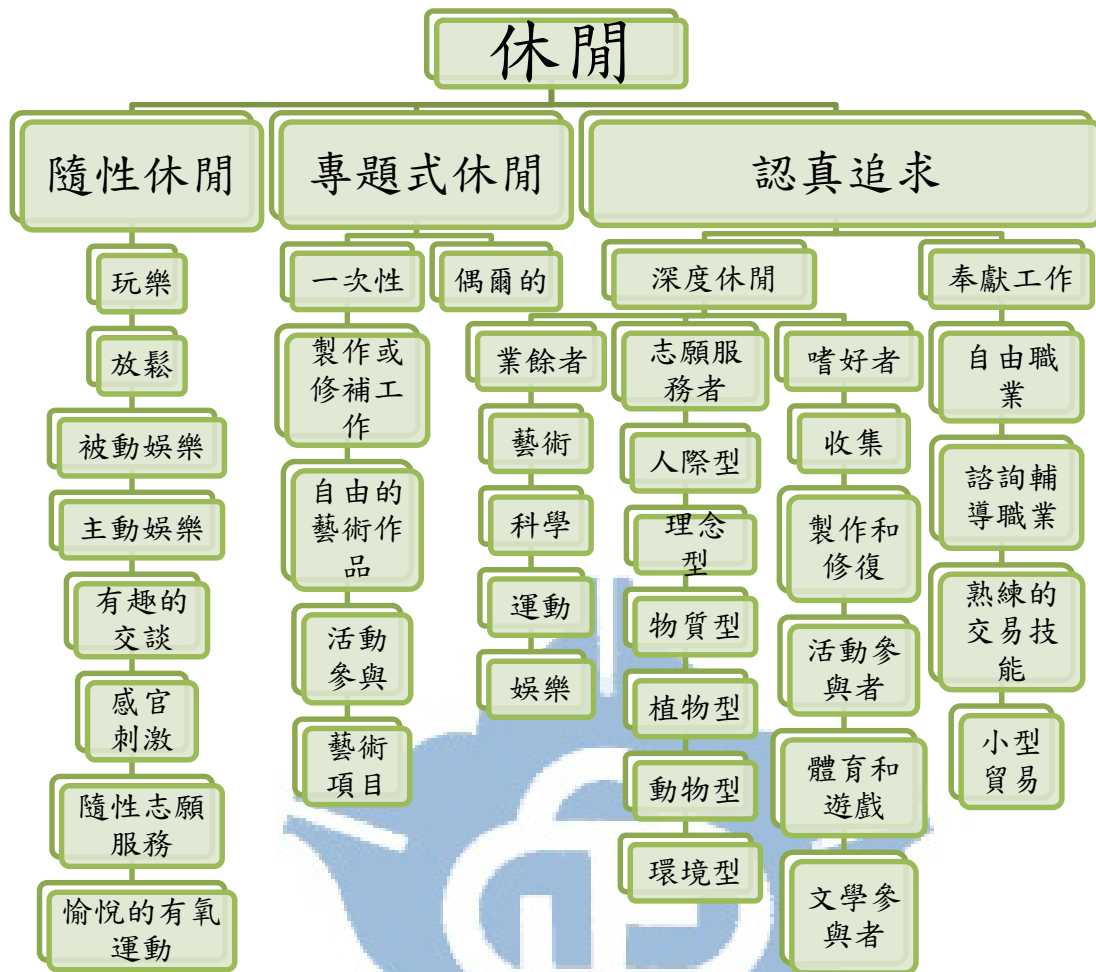 休閒
隨性休閒
專題式休閒
認真追求
玩樂
放鬆
被動娛樂
主動娛樂
有趣的
交談
感官
刺激
隨性志願
服務
愉悅的有氧
運動
一次性
偶爾的
製作或
修補工
作
自由的
藝術作
品
活動
參與
藝術
項目
深度休閒
奉獻工作
業餘者
藝術
科學
運動
娛樂
志願服
務者
人際型
理念
型
物質型
植物型
動物型
環境型
嗜好者
收集
製作和
修復
活動參
與者
體育和
遊戲
文學參
與者
自由職
業
諮詢輔
導職業
熟練的
交易技
能
小型
貿易